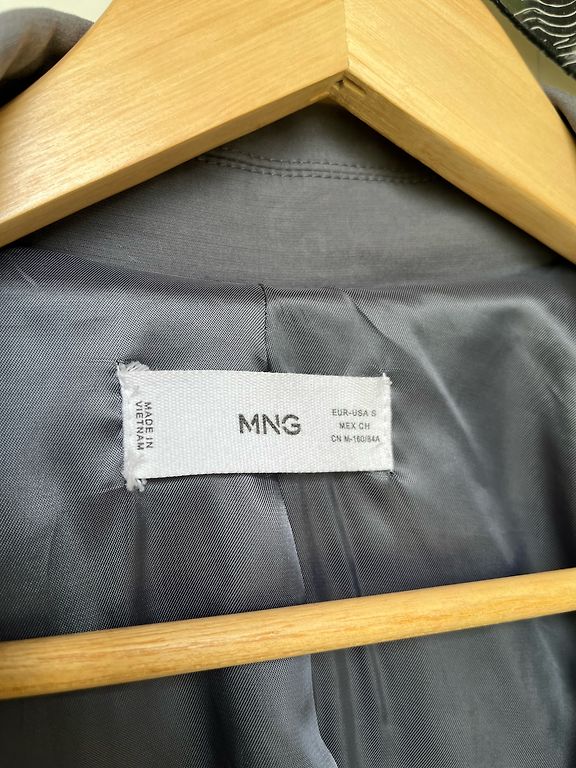 MADE IN
VIETNAM
MNG
EUR-USA S
MEX CH
CN M-160/84A